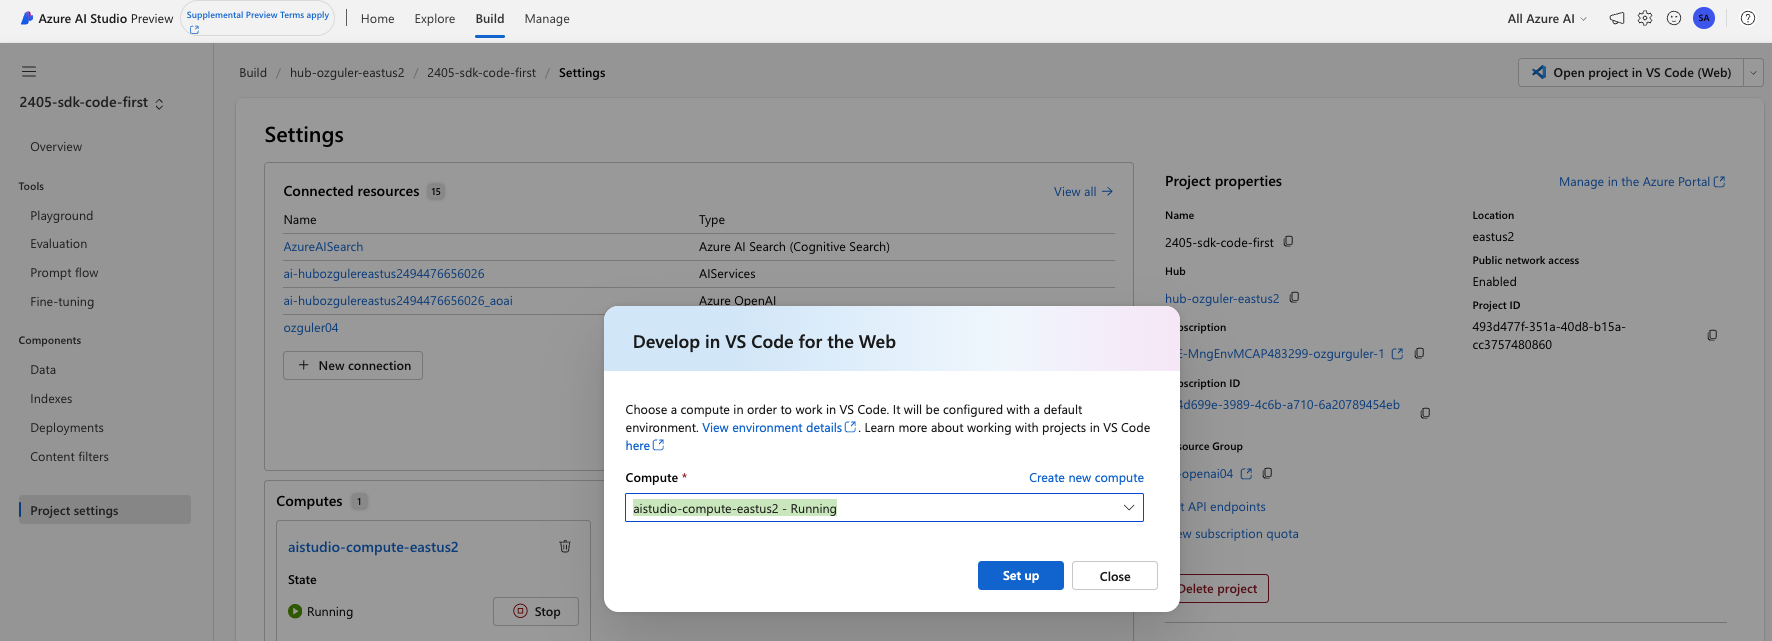 Azure AI Studio Preview
Supplemental Preview Terms apply
Home
Explore
Build
Manage
All Azure AI
SA
Build / hub-ozguler-eastus2 / 2405-sdk-code-first / Settings
Open project in VS Code (Web)
2405-sdk-code-first
Overview
Tools
Playground
Evaluation
Prompt flow
Fine-tuning
Components
Data
Indexes
Deployments
Content filters
Project settings
Settings
Connected resources 15
View all
Name
Type
AzureAISearch
Azure AI Search (Cognitive Search)
ai-hubozgulereastus2494476656026
AIServices
ai-hubozgulereastus2494476656026_aoai
Azure OpenAI
ozguler04
New connection
Computes 1
aistudio-compute-eastus2
State
Running
Stop
Develop in VS Code for the Web
Choose a compute in order to work in VS Code. It will be configured with a default
environment. View environment details. Learn more about working with projects in VS Code
here
Compute *
Create new compute
aistudio-compute-eastus2 - Running
Set up
Close
Project properties
Manage in the Azure Portal
Name
2405-sdk-code-first
Hub
hub-ozguler-eastus2
bscription
E-MngEnvMCAP483299-ozgurguler-1
bscription ID
4d699e-3989-4c6b-a710-6a20789454eb
source Group
openai04
t API endpoints
ew subscription quota
Delete project
Location
eastus2
Public network access
Enabled
Project ID
493d477f-351a-40d8-b15a-
cc3757480860